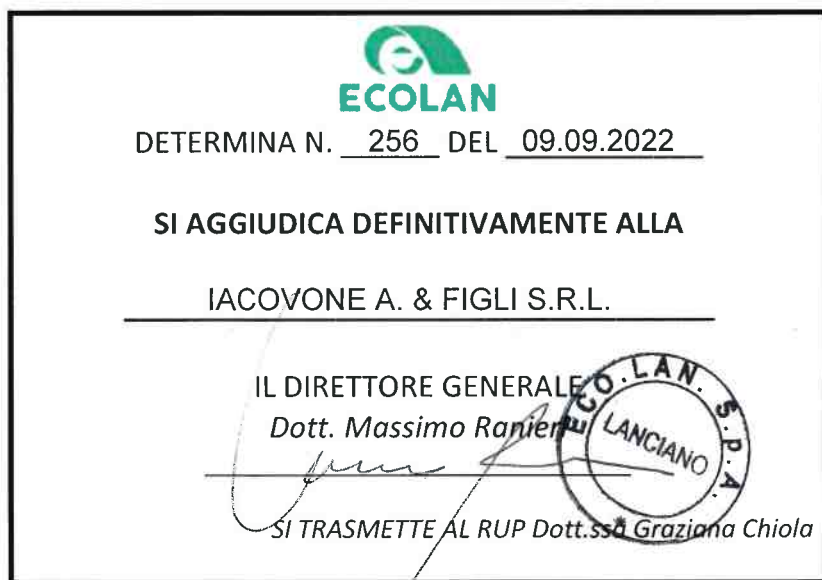 ECOLAN
DETERMINA N. 256 DEL 09.09.2022
SI AGGIUDICA DEFINITIVAMENTE ALLA
IACOVONE A. & FIGLI S.R.L.
IL DIRETTORE GENERALE
Dott. Massimo Ranieri
ECO.LAN. S.p.A.
LANCIANO
SI TRASMETTE AL RUP Dott.ssa Graziana Chiola